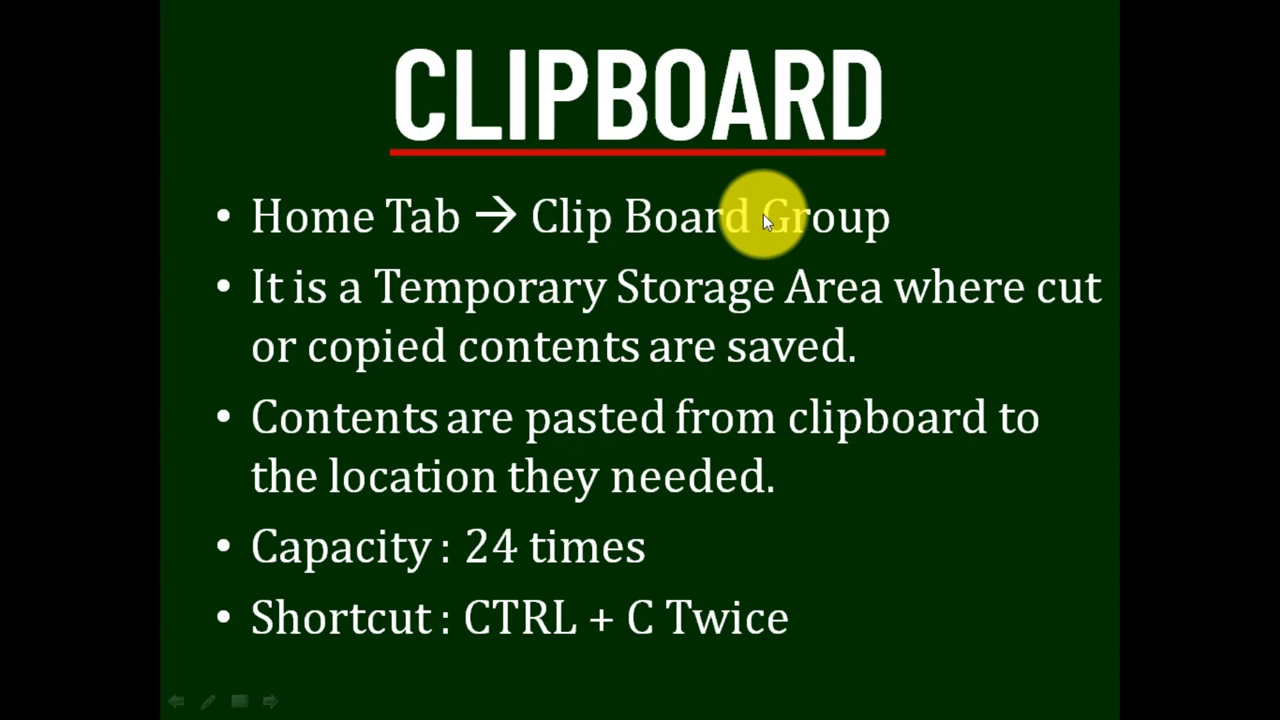 CLIPBOARD
• Home Tab → Clip Board Group
• It is a Temporary Storage Area where cut
or copied contents are saved.
• Contents are pasted from clipboard to
the location they needed.
• Capacity : 24 times
• Shortcut : CTRL + C Twice